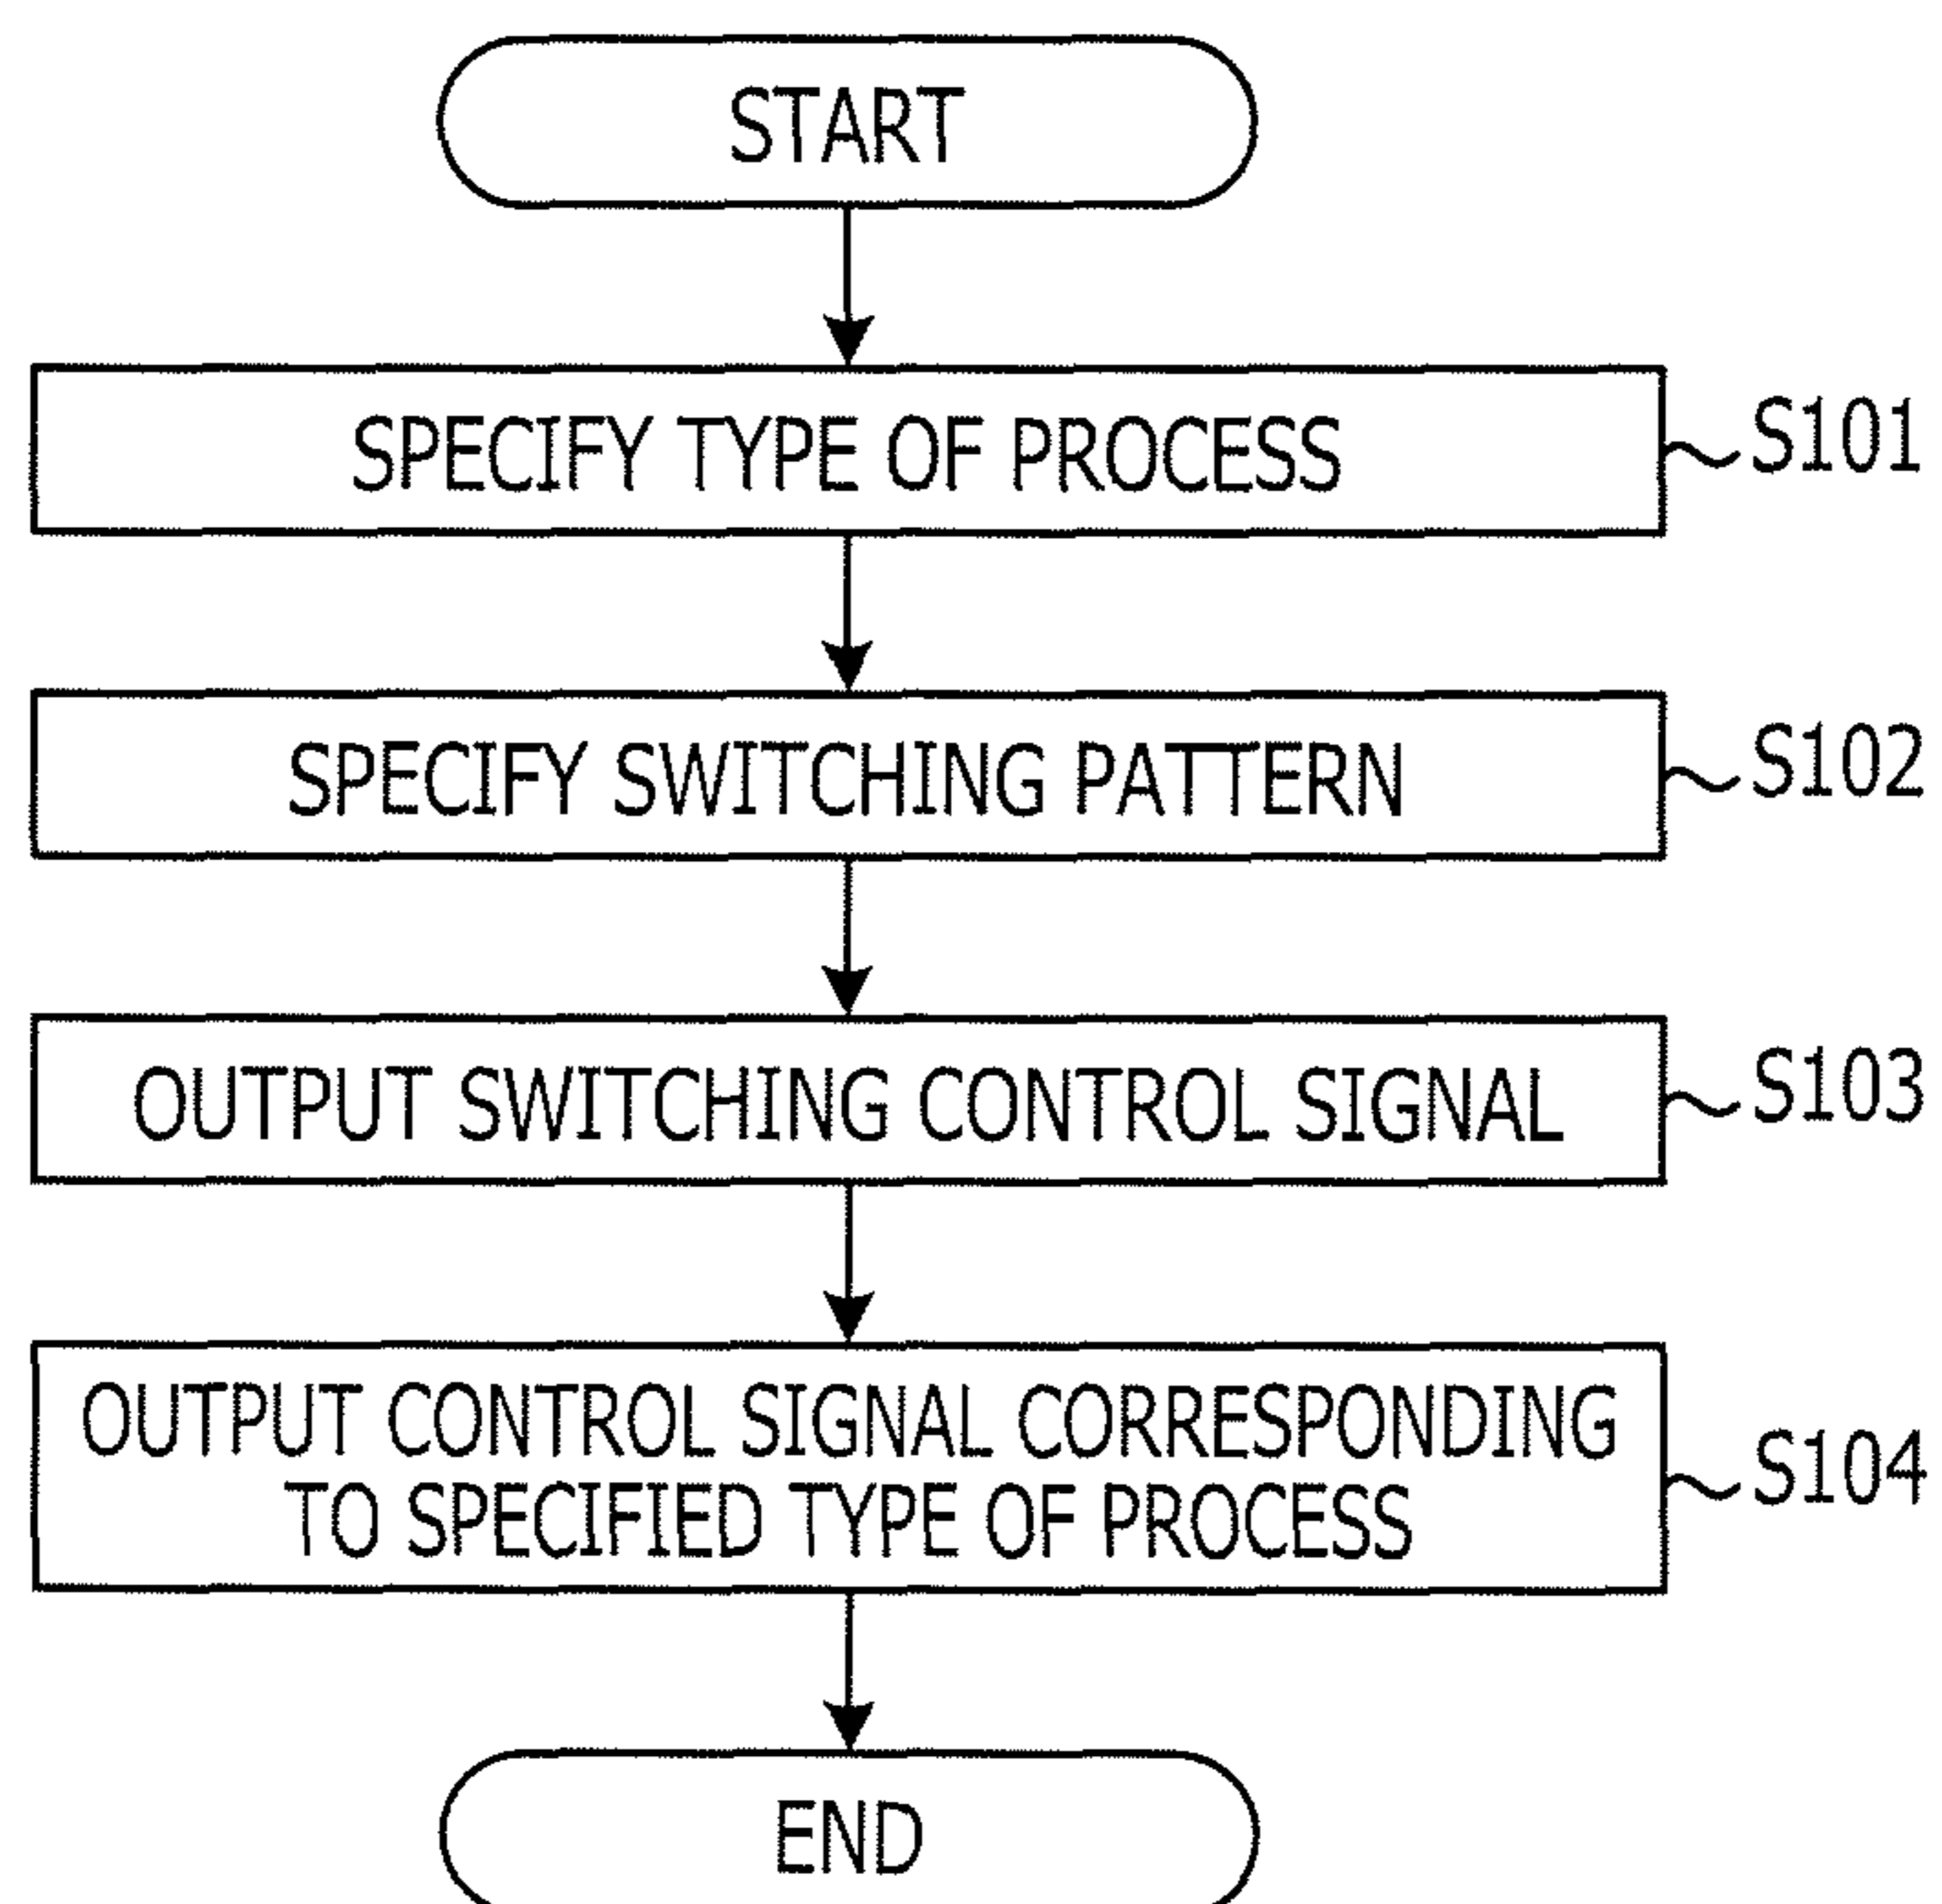 START
SPECIFY TYPE OF PROCESS
S101
SPECIFY SWITCHING PATTERN
S102
OUTPUT SWITCHING CONTROL SIGNAL
S103
OUTPUT CONTROL SIGNAL CORRESPONDING
TO SPECIFIED TYPE OF PROCESS
S104
END